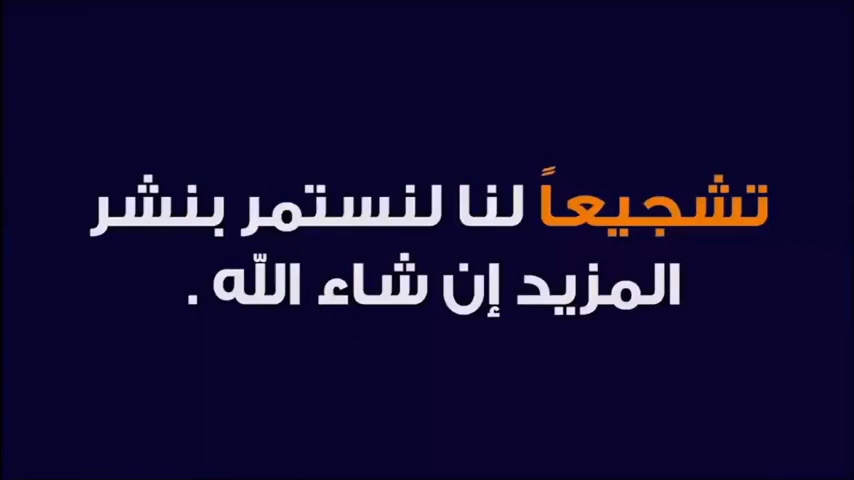 تشجيعاً لنا لنستمر بنشر
المزيد إن شاء الله .